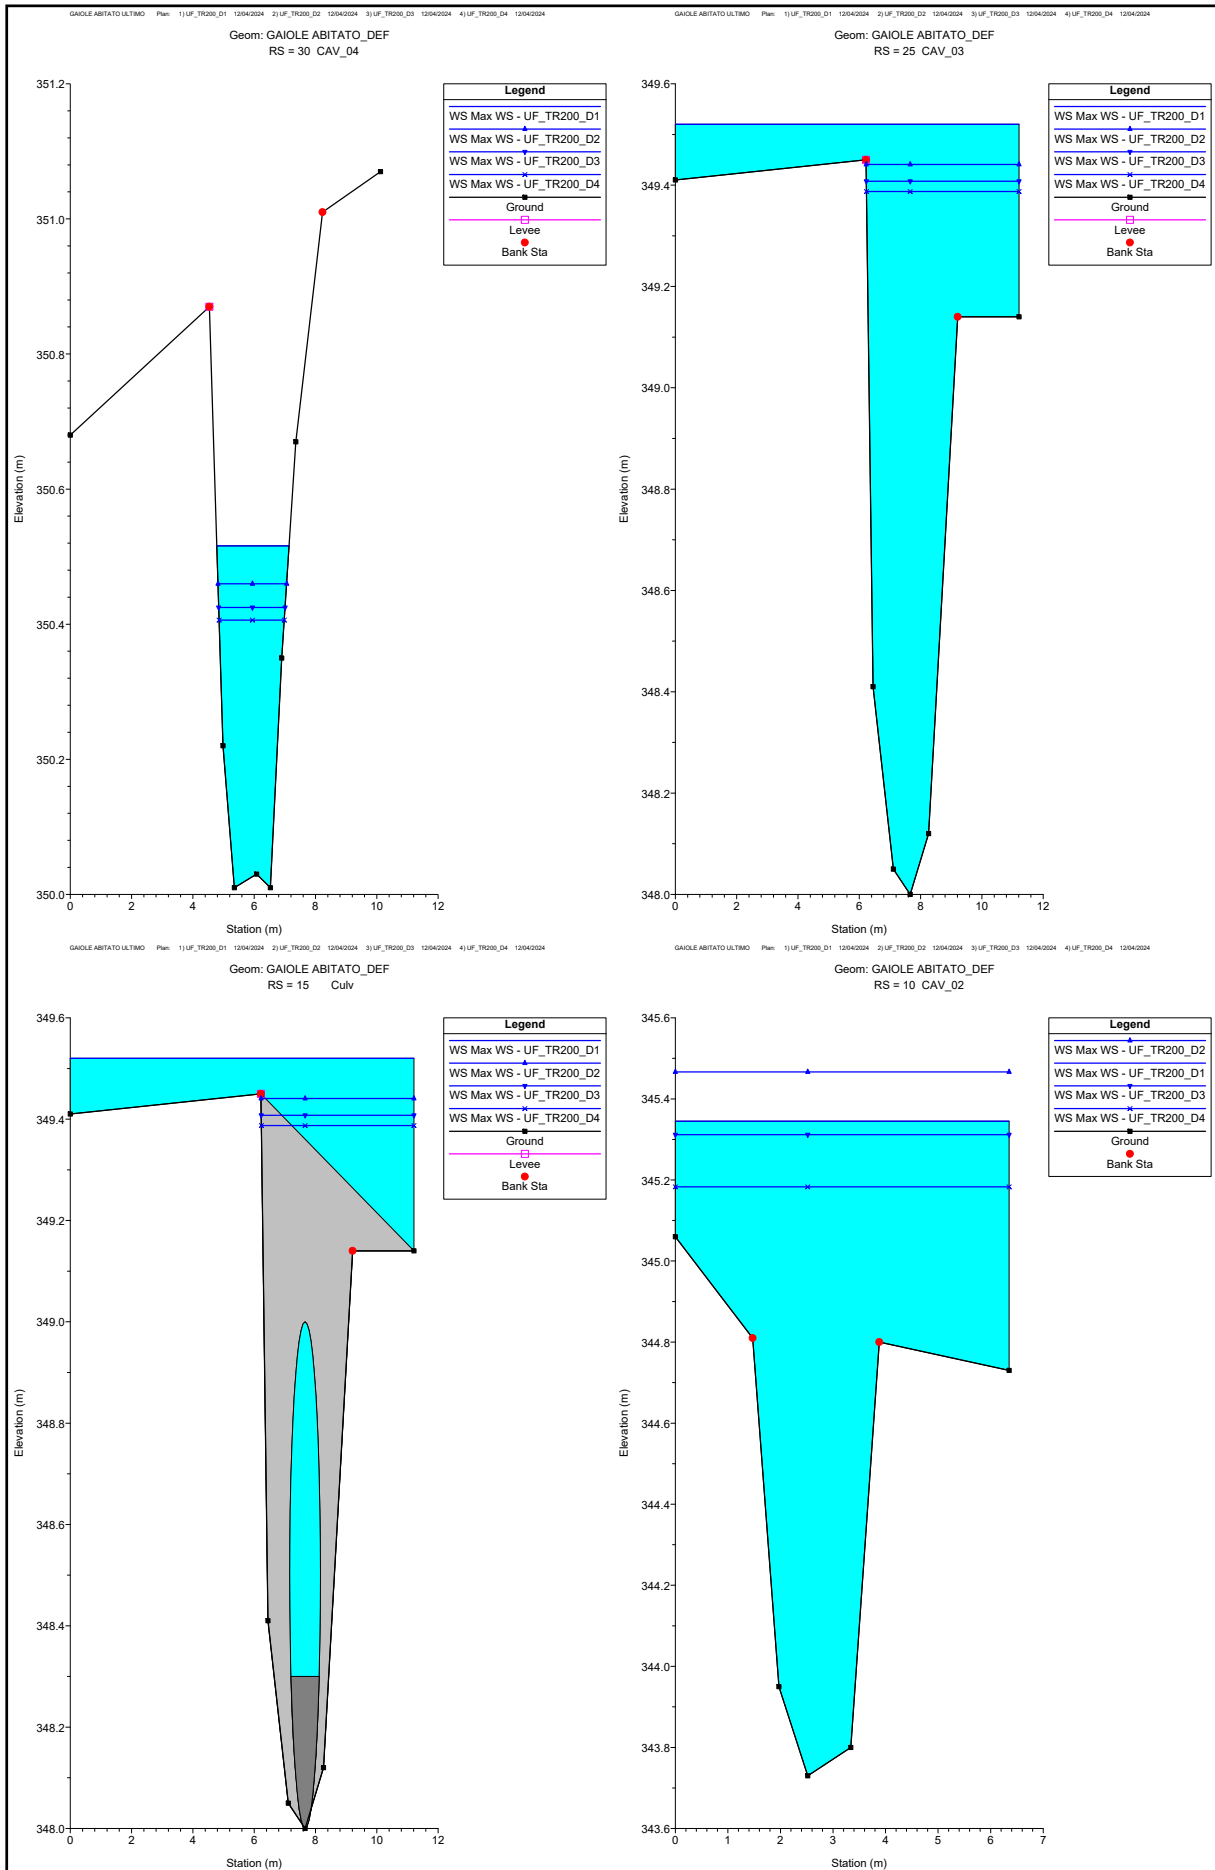 GAIOLE ABITATO ULTIMO Plan: 1) UF_TR200_D1 12/04/2024 2) UF_TR200_D2 12/04/2024 3) UF_TR200_D3 12/04/2024 4) UF_TR200_D4 12/04/2024
Geom: GAIOLE ABITATO_DEF
RS = 30 CAV_04
351.2
351.0
350.8
350.6
350.4
350.2
350.0
Elevation (m)
0 2 4 6 8 10 12
Station (m)
Legend
WS Max WS - UF_TR200_D1
WS Max WS - UF_TR200_D2
WS Max WS - UF_TR200_D3
WS Max WS - UF_TR200_D4
Ground
Levee
Bank Sta
GAIOLE ABITATO ULTIMO Plan: 1) UF_TR200_D1 12/04/2024 2) UF_TR200_D2 12/04/2024 3) UF_TR200_D3 12/04/2024 4) UF_TR200_D4 12/04/2024
Geom: GAIOLE ABITATO_DEF
RS = 25 CAV_03
349.6
349.4
349.2
349.0
348.8
348.6
348.4
348.2
348.0
Elevation (m)
0 2 4 6 8 10 12
Station (m)
Legend
WS Max WS - UF_TR200_D1
WS Max WS - UF_TR200_D2
WS Max WS - UF_TR200_D3
WS Max WS - UF_TR200_D4
Ground
Levee
Bank Sta
GAIOLE ABITATO ULTIMO Plan: 1) UF_TR200_D1 12/04/2024 2) UF_TR200_D2 12/04/2024 3) UF_TR200_D3 12/04/2024 4) UF_TR200_D4 12/04/2024
Geom: GAIOLE ABITATO_DEF
RS = 15 Culv
349.6
349.4
349.2
349.0
348.8
348.6
348.4
348.2
348.0
Elevation (m)
0 2 4 6 8 10 12
Station (m)
Legend
WS Max WS - UF_TR200_D1
WS Max WS - UF_TR200_D2
WS Max WS - UF_TR200_D3
WS Max WS - UF_TR200_D4
Ground
Levee
Bank Sta
GAIOLE ABITATO ULTIMO Plan: 1) UF_TR200_D1 12/04/2024 2) UF_TR200_D2 12/04/2024 3) UF_TR200_D3 12/04/2024 4) UF_TR200_D4 12/04/2024
Geom: GAIOLE ABITATO_DEF
RS = 10 CAV_02
345.6
345.4
345.2
345.0
344.8
344.6
344.4
344.2
344.0
343.8
343.6
Elevation (m)
0 1 2 3 4 5 6 7
Station (m)
Legend
WS Max WS - UF_TR200_D2
WS Max WS - UF_TR200_D1
WS Max WS - UF_TR200_D3
WS Max WS - UF_TR200_D4
Ground
Bank Sta